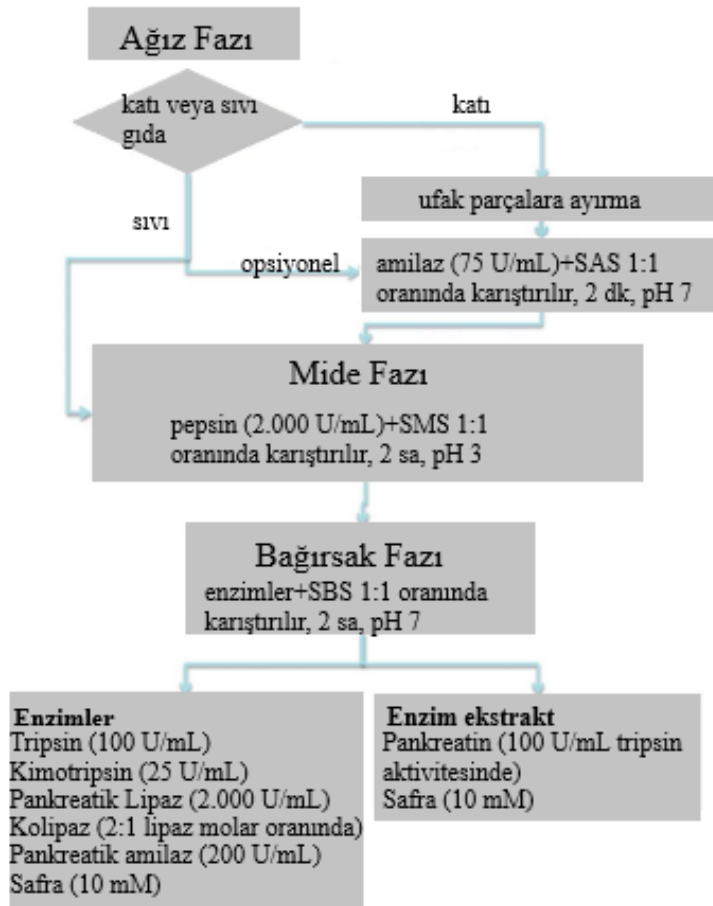 Ağız Fazı
katı veya sıvı
gıda
katı
sıvı
ufak parçalara ayırma
opsiyonel
amilaz (75 U/mL)+SAS 1:1
oranında karıştırılır, 2 dk, pH 7
Mide Fazı
pepsin (2.000 U/mL)+SMS 1:1
oranında karıştırılır, 2 sa, pH 3
Bağırsak Fazı
enzimler+SBS 1:1 oranında
karıştırılır, 2 sa, pH 7
Enzimler
Tripsin (100 U/mL)
Kimotripsin (25 U/mL)
Pankreatik Lipaz (2.000 U/mL)
Kolipaz (2:1 lipaz molar oranında)
Pankreatik amilaz (200 U/mL)
Safra (10 mM)
Enzim ekstrakt
Pankreatin (100 U/mL tripsin
aktivitesinde)
Safra (10 mM)